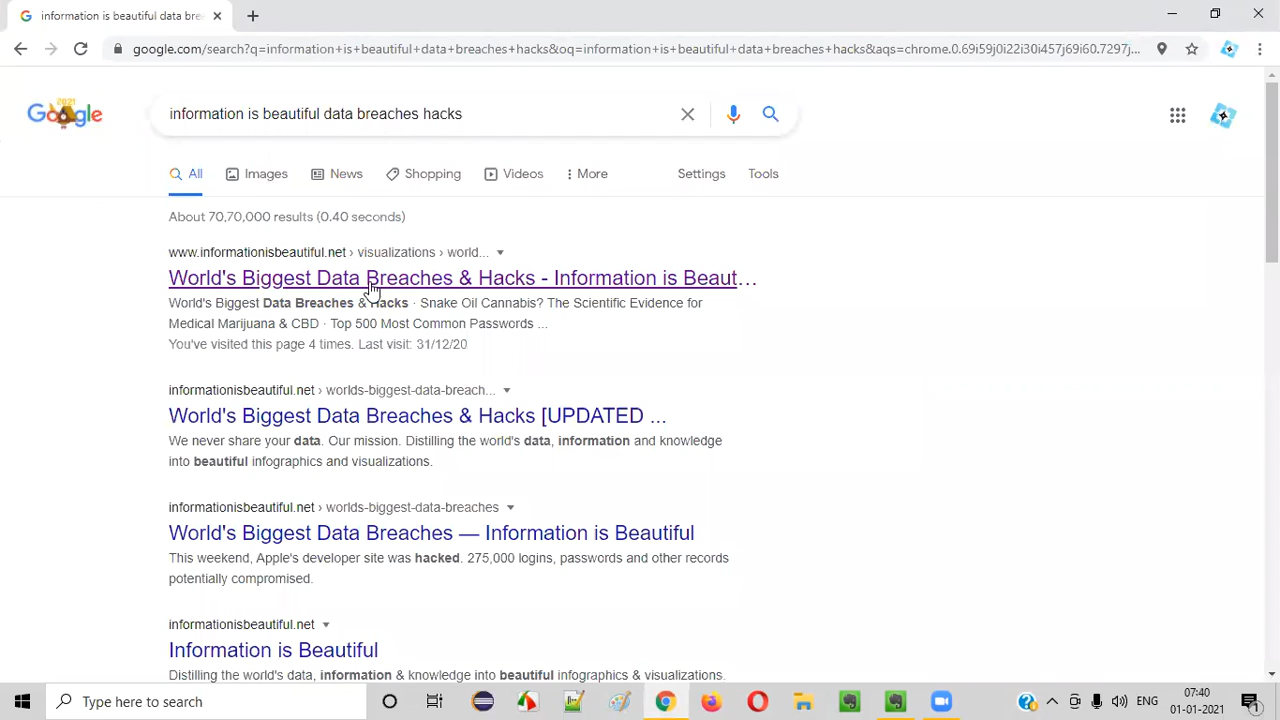 information is beautiful data bre
google.com/search?q=information+is+beautiful+data+breaches+hacks&oq=information+is+beautiful+data+breaches+hacks&aqs=chrome.0.69i59j0i22i30i457j69i60.7297j...
2021
Google
information is beautiful data breaches hacks
All Images News Shopping Videos More Settings Tools
About 70,70,000 results (0.40 seconds)
www.informationisbeautiful.net › visualizations › world...
World's Biggest Data Breaches & Hacks - Information is Beaut...
World's Biggest Data Breaches & Hacks · Snake Oil Cannabis? The Scientific Evidence for
Medical Marijuana & CBD · Top 500 Most Common Passwords ...
You've visited this page 4 times. Last visit: 31/12/20
informationisbeautiful.net › worlds-biggest-data-breach...
World's Biggest Data Breaches & Hacks [UPDATED ...
We never share your data. Our mission. Distilling the world's data, information and knowledge
into beautiful infographics and visualizations.
informationisbeautiful.net › worlds-biggest-data-breaches
World's Biggest Data Breaches — Information is Beautiful
This weekend, Apple's developer site was hacked. 275,000 logins, passwords and other records
potentially compromised.
informationisbeautiful.net
Information is Beautiful
Distilling the world's data, information & knowledge into beautiful infographics & visualizations.
Type here to search
ENG
07:40
01-01-2021
1